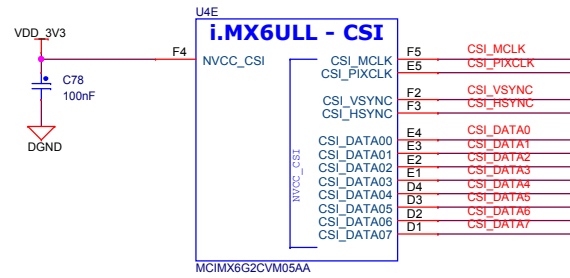 U4E
i.MX6ULL - CSI
VDD_3V3
F4
NVCC_CSI
C78
100nF
DGND
NVCC_CSI
CSI_MCLK F5 CSI_MCLK
CSI_PIXCLK E5 CSI_PIXCLK
CSI_VSYNC F2 CSI_VSYNC
CSI_HSYNC F3 CSI_HSYNC
CSI_DATA00 E4 CSI_DATA0
CSI_DATA01 E3 CSI_DATA1
CSI_DATA02 E2 CSI_DATA2
CSI_DATA03 E1 CSI_DATA3
CSI_DATA04 D4 CSI_DATA4
CSI_DATA05 D3 CSI_DATA5
CSI_DATA06 D2 CSI_DATA6
CSI_DATA07 D1 CSI_DATA7
MCIMX6G2CVM05AA